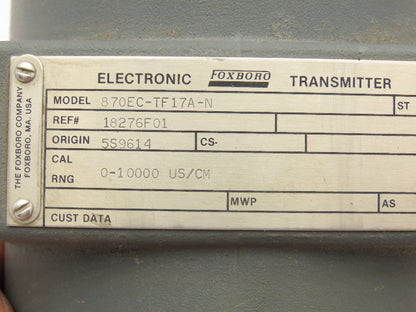 THE FOXBORO COMPANY
FOXBORO, MA. USA
ELECTRONIC FOXBORO TRANSMITTER
MODEL 870EC-TF17A-N ST
REF# 18276F01
ORIGIN 5S9614 CS-
CAL
RNG 0-10000 US/CM
MWP AS
CUST DATA